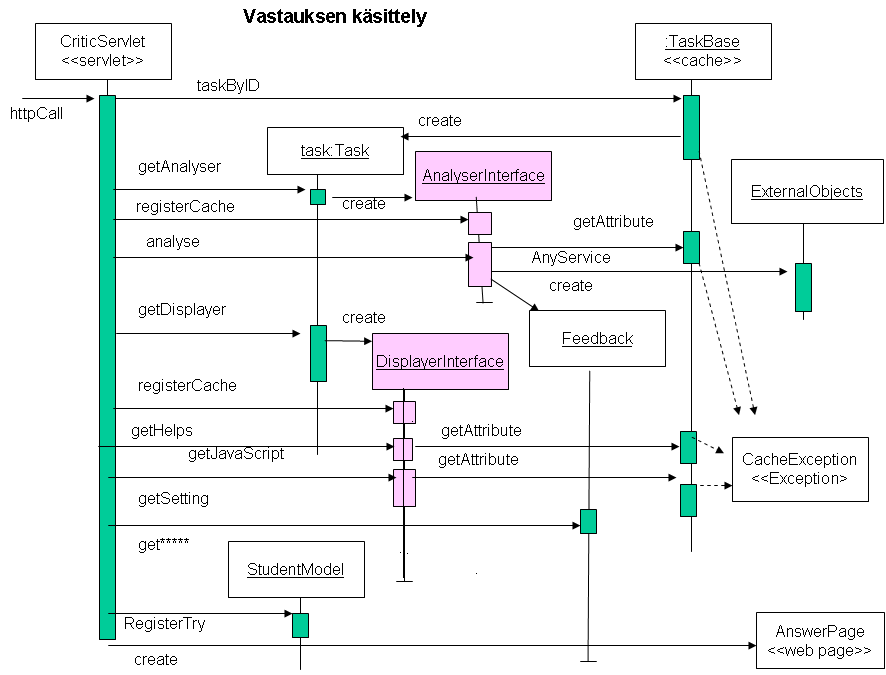 Vastauksen käsittely
CriticServlet
<<servlet>>
:TaskBase
<<cache>>
taskByID
httpCall
create
task:Task
getAnalyser
AnalyserInterface
ExternalObjects
create
registerCache
getAttribute
analyse
AnyService
create
getDisplayer
create
Feedback
DisplayerInterface
registerCache
getHelps
getAttribute
getJavaScript
getAttribute
CacheException
<<Exception>
getSetting
get*****
StudentModel
RegisterTry
AnswerPage
<<web page>>
create